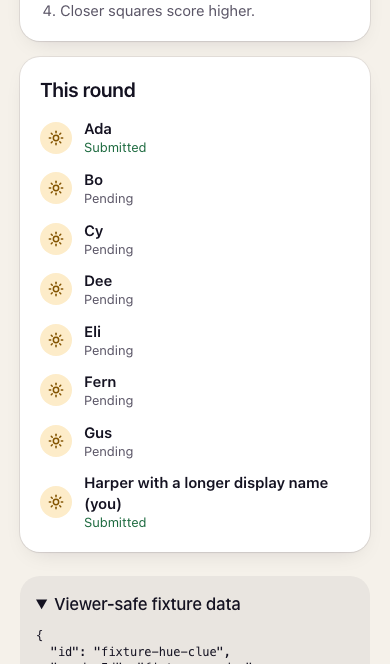 4. Closer squares score higher.
This round
Ada
Submitted
Bo
Pending
Cy
Pending
Dee
Pending
Eli
Pending
Fern
Pending
Gus
Pending
Harper with a longer display name
(you)
Submitted
▼ Viewer-safe fixture data
{
"id": "fixture-hue-clue",